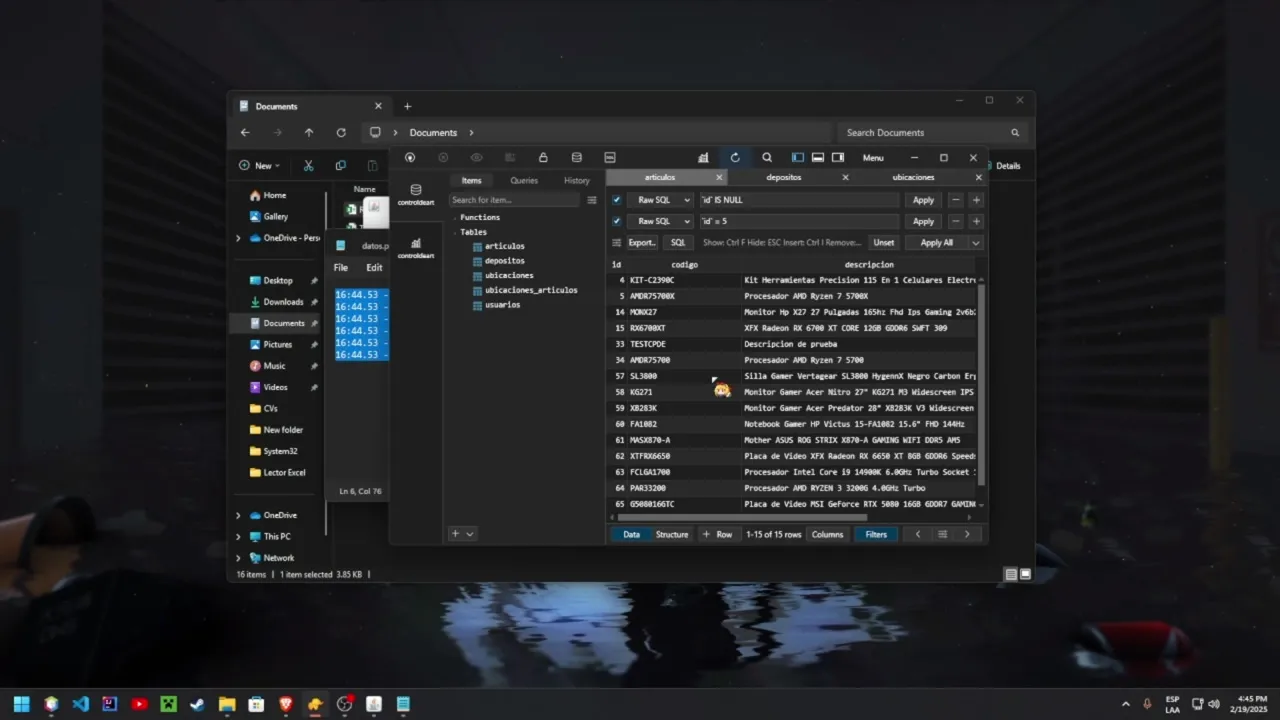 Documents
Documents
Search Documents
New
Menu
Details
Home
Gallery
OneDrive - Pers
Desktop
Downloads
Documents
Pictures
Music
Videos
CVs
New folder
System32
Lector Excel
OneDrive
This PC
Network
16 items | 1 item selected 3.85 KB |
Name
datos.p
File Edit
16:44.53 -
16:44.53 -
16:44.53 -
16:44.53 -
16:44.53 -
16:44.53 -
Ln 6, Col 76
controldeart
controldeart
Items Queries History
Search for item...
Functions
Tables
articulos
depositos
ubicaciones
ubicaciones_articulos
usuarios
articulos depositos ubicaciones
Raw SQL `id` IS NULL Apply
Raw SQL `id` = 5 Apply
Export.. SQL Show: Ctrl F Hide: ESC Insert: Ctrl I Remove:... Unset Apply All
id codigo descripcion
4 KIT-C2390C Kit Herramientas Precision 115 En 1 Celulares Electr
5 AMDR75700X Procesador AMD Ryzen 7 5700X
14 MONX27 Monitor Hp X27 27 Pulgadas 165hz Fhd Ips Gaming 2v6b
15 RX6700XT XFX Radeon RX 6700 XT CORE 12GB GDDR6 SWFT 309
33 TESTCPDE Descripcion de prueba
34 AMDR75700 Procesador AMD Ryzen 7 5700
57 SL3800 Silla Gamer Vertagear SL3800 HygennX Negro Carbon Er
58 KG271 Monitor Gamer Acer Nitro 27" KG271 M3 Widescreen IPS
59 XB283K Monitor Gamer Acer Predator 28" XB283K V3 Widescreen
60 FA1082 Notebook Gamer HP Victus 15-FA1082 15.6" FHD 144Hz
61 MASX870-A Mother ASUS ROG STRIX X870-A GAMING WIFI DDR5 AM5
62 XTFRX6650 Placa de Video XFX Radeon RX 6650 XT 8GB GDDR6 Speeds
63 FCLGA1700 Procesador Intel Core i9 14900K 6.0GHz Turbo Socket 1
64 PAR33200 Procesador AMD RYZEN 3 3200G 4.0GHz Turbo
65 G508016GTC Placa de Video MSI GeForce RTX 5080 16GB GDDR7 GAMIN
Data Structure + Row 1-15 of 15 rows Columns Filters
ESP
LAA
4:45 PM
2/19/2025